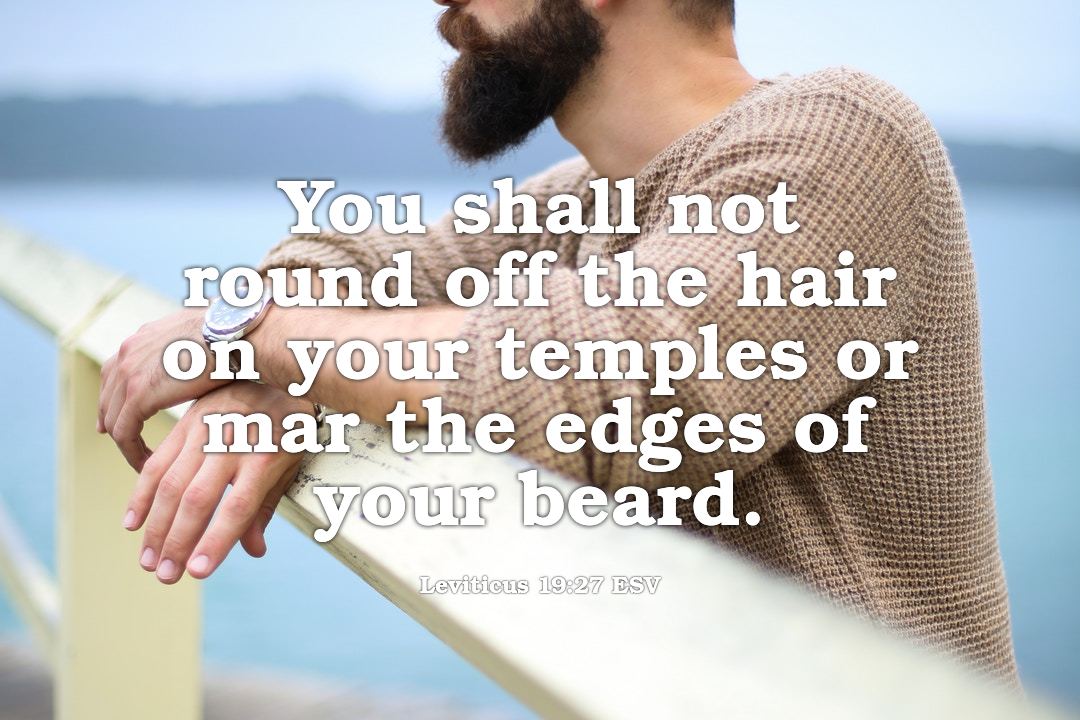 You shall not
round off the hair
on your temples or
mar the edges of
your beard.
Leviticus 19:27 ESV